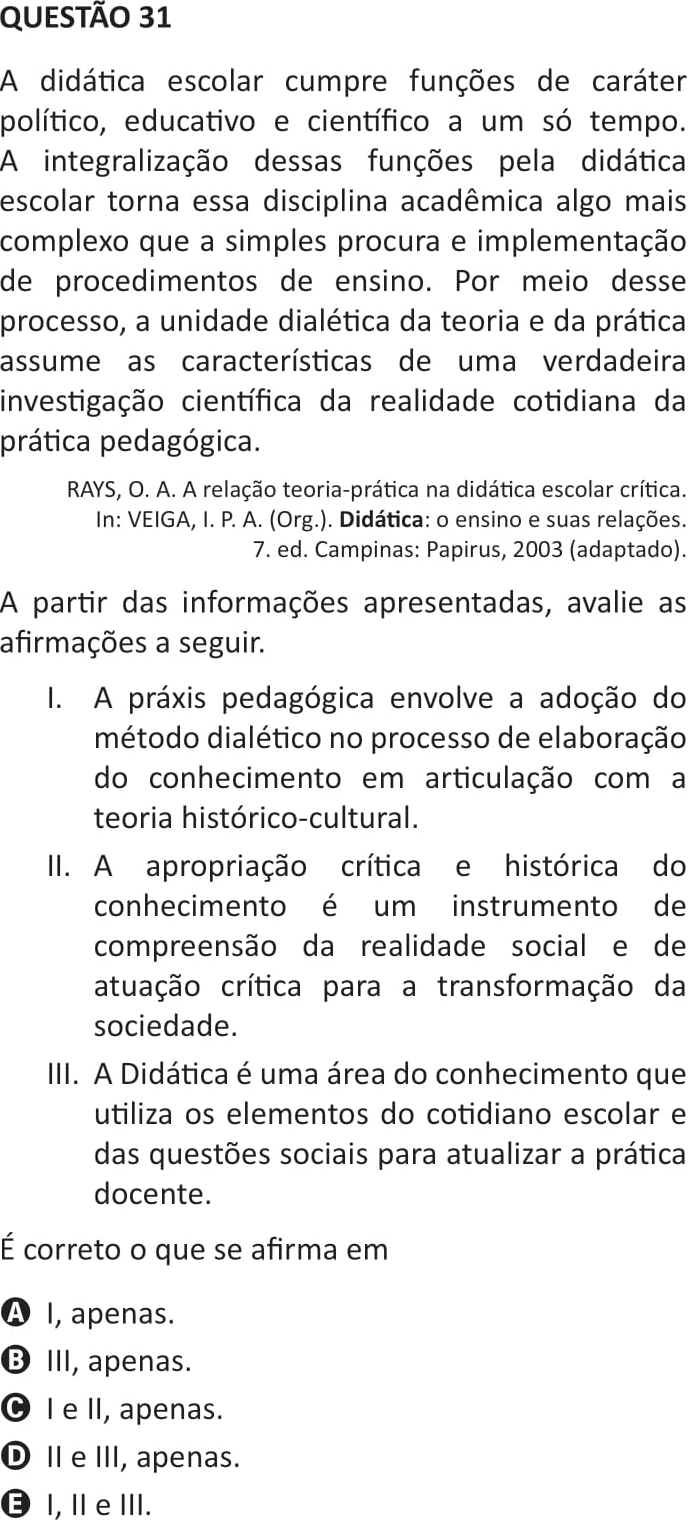 QUESTÃO 31
A didática escolar cumpre funções de caráter
político, educativo e científico a um só tempo.
A integralização dessas funções pela didática
escolar torna essa disciplina acadêmica algo mais
complexo que a simples procura e implementação
de procedimentos de ensino. Por meio desse
processo, a unidade dialética da teoria e da prática
assume as características de uma verdadeira
investigação científica da realidade cotidiana da
prática pedagógica.
RAYS, O. A. A relação teoria-prática na didática escolar crítica.
In: VEIGA, I. P. A. (Org.). Didática: o ensino e suas relações.
7. ed. Campinas: Papirus, 2003 (adaptado).
A partir das informações apresentadas, avalie as
afirmações a seguir.
I. A práxis pedagógica envolve a adoção do
método dialético no processo de elaboração
do conhecimento em articulação com a
teoria histórico-cultural.
II. A apropriação crítica e histórica do
conhecimento é um instrumento de
compreensão da realidade social e de
atuação crítica para a transformação da
sociedade.
III. A Didática é uma área do conhecimento que
utiliza os elementos do cotidiano escolar e
das questões sociais para atualizar a prática
docente.
É correto o que se afirma em
A I, apenas.
B III, apenas.
C I e II, apenas.
D II e III, apenas.
E I, II e III.